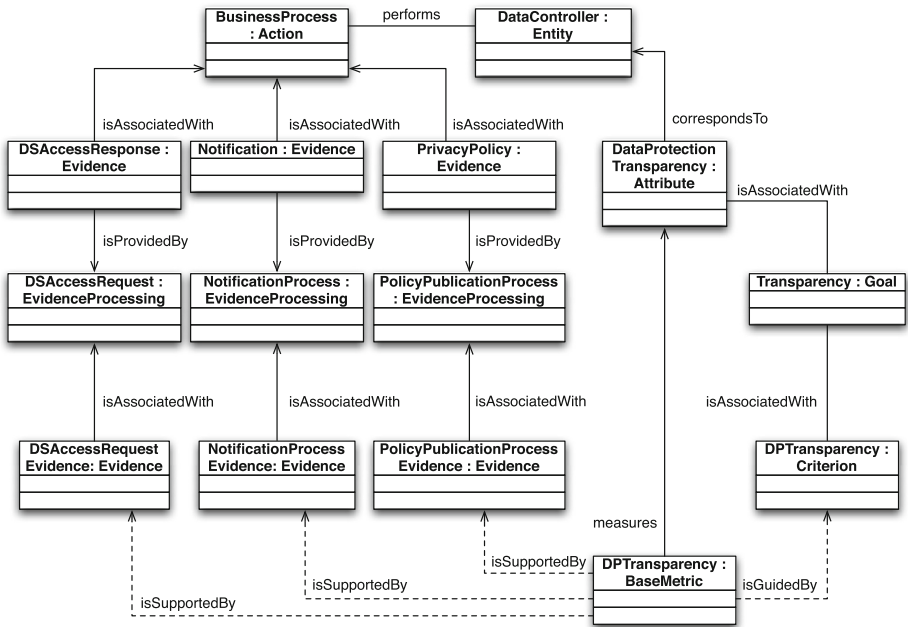 BusinessProcess
: Action
performs
DataController :
Entity
correspondsTo
isAssociatedWith
isAssociatedWith
isAssociatedWith
DSAccessResponse :
Evidence
Notification : Evidence
PrivacyPolicy :
Evidence
DataProtection
Transparency :
Attribute
isAssociatedWith
isProvidedBy
isProvidedBy
isProvidedBy
DSAccessRequest :
EvidenceProcessing
NotificationProcess :
EvidenceProcessing
PolicyPublicationProcess
: EvidenceProcessing
Transparency : Goal
isAssociatedWith
isAssociatedWith
isAssociatedWith
isAssociatedWith
DSAccessRequest
Evidence: Evidence
NotificationProcess
Evidence: Evidence
PolicyPublicationProcess
Evidence : Evidence
DPTransparency :
Criterion
measures
isSupportedBy
DPTransparency :
BaseMetric
isSupportedBy
isGuidedBy
isSupportedBy